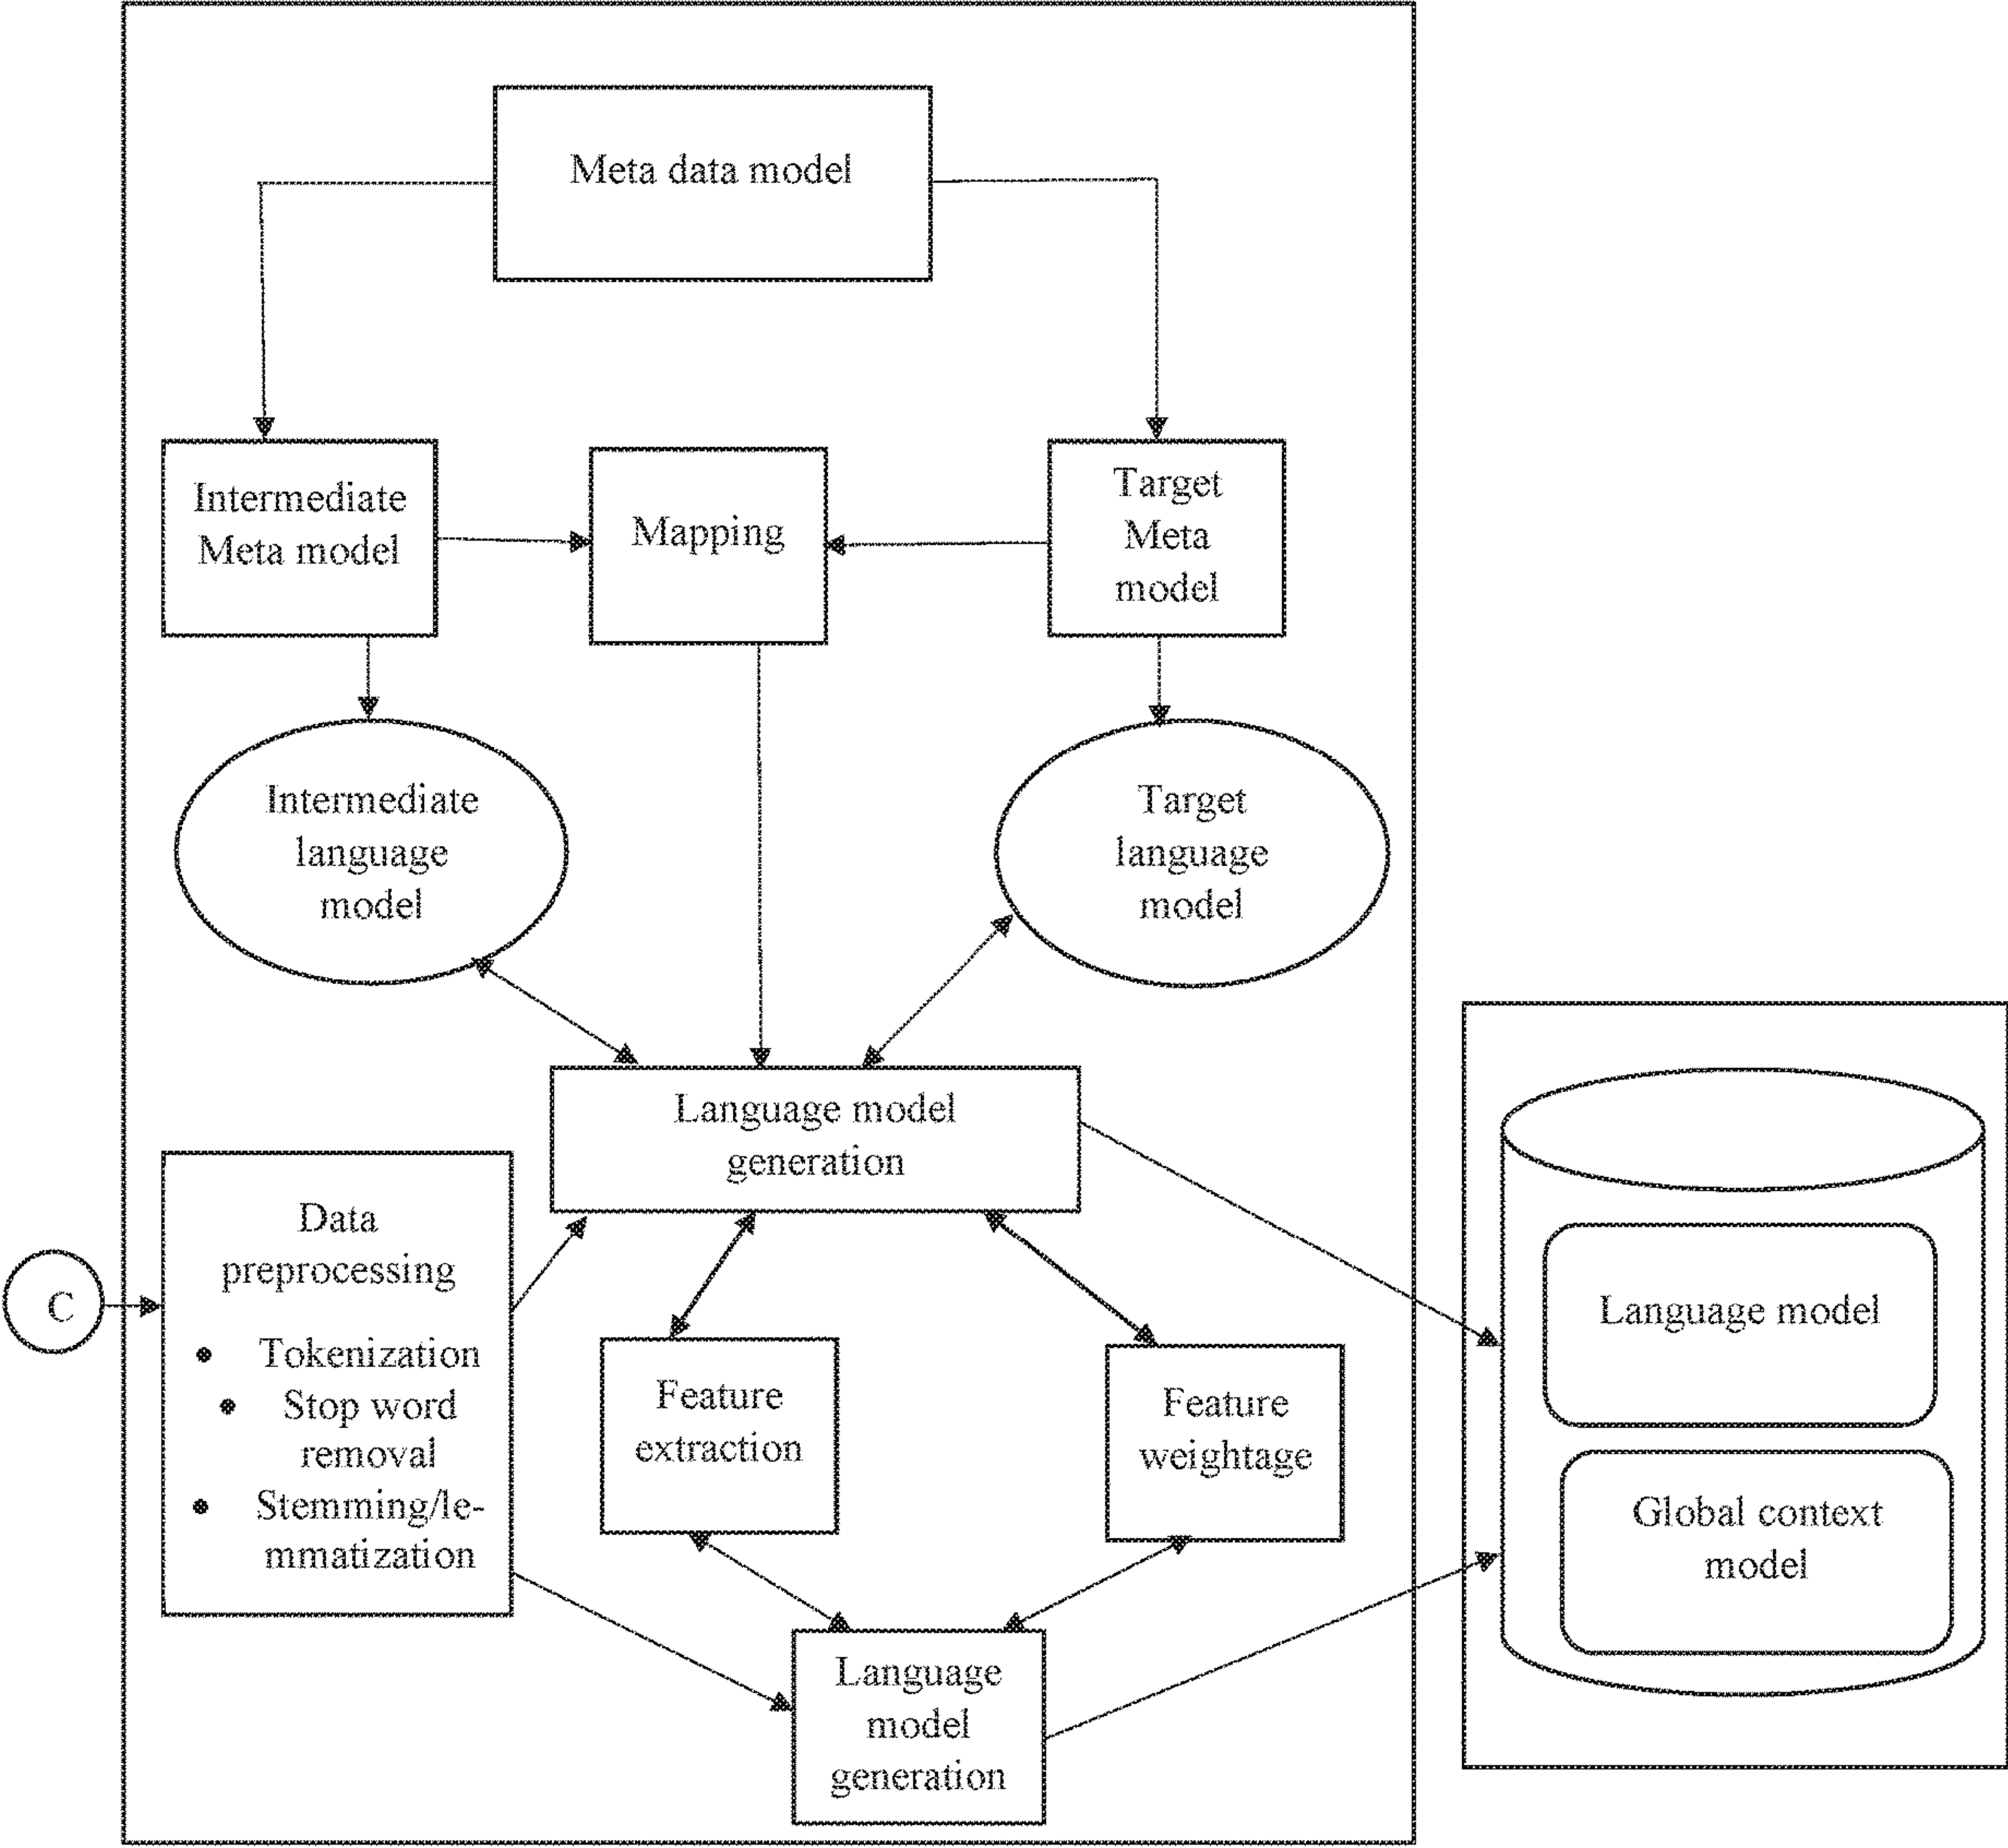 Meta data model
Intermediate
Meta model
Mapping
Target
Meta
model
Intermediate
language
model
Target
language
model
Language model
generation
Data
preprocessing
• Tokenization
• Stop word
removal
• Stemming/le-
mmatization
C
Feature
extraction
Feature
weightage
Language
model
generation
Language model
Global context
model